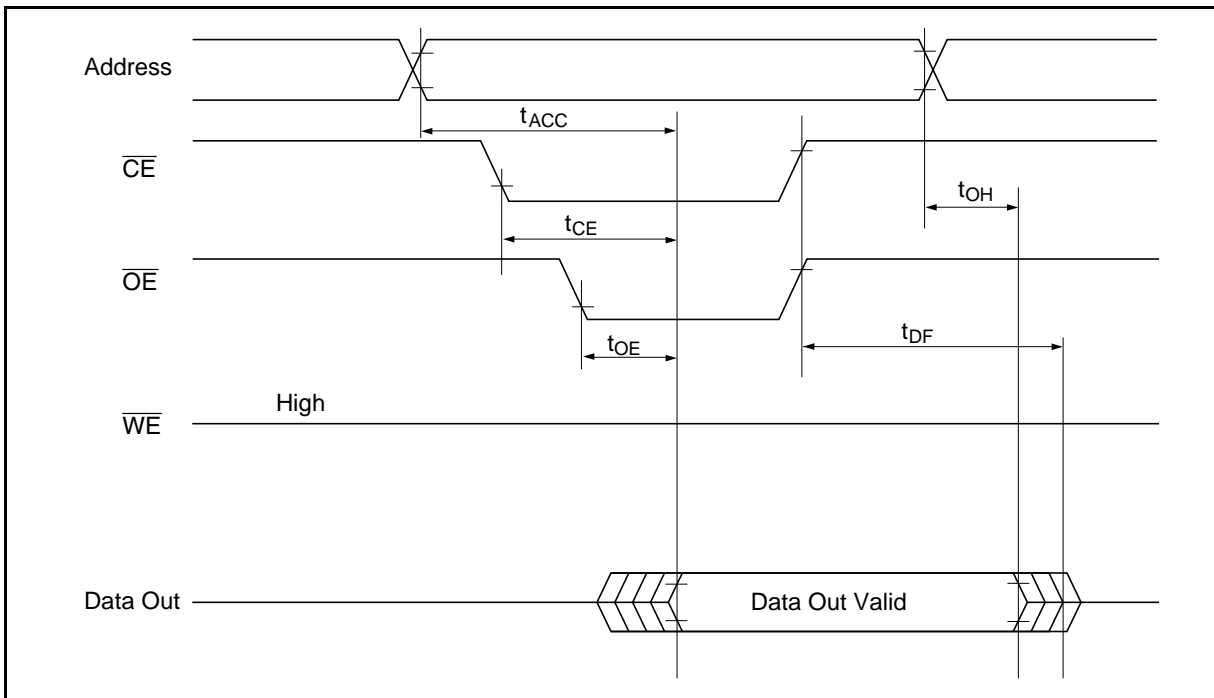 Address
tACC
CE
tOH
tCE
OE
tDF
tOE
High
WE
Data Out
Data Out Valid